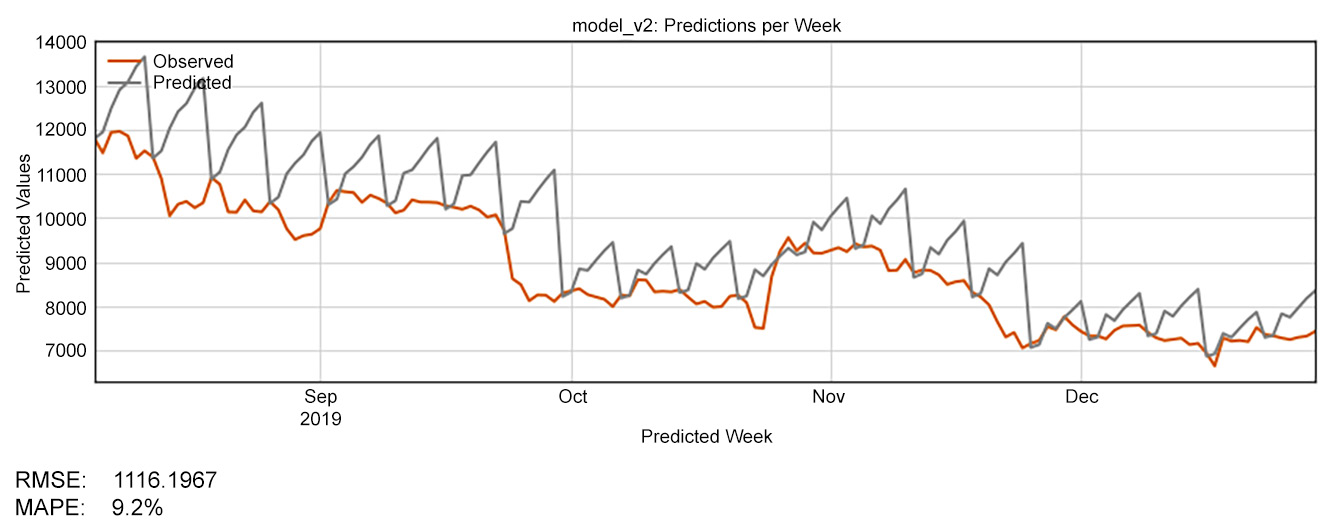 model_v2: Predictions per Week
14000
13000
12000
11000
10000
9000
8000
7000
Predicted Values
Observed
Predicted
Sep
2019
Oct
Nov
Dec
Predicted Week
RMSE: 1116.1967
MAPE: 9.2%